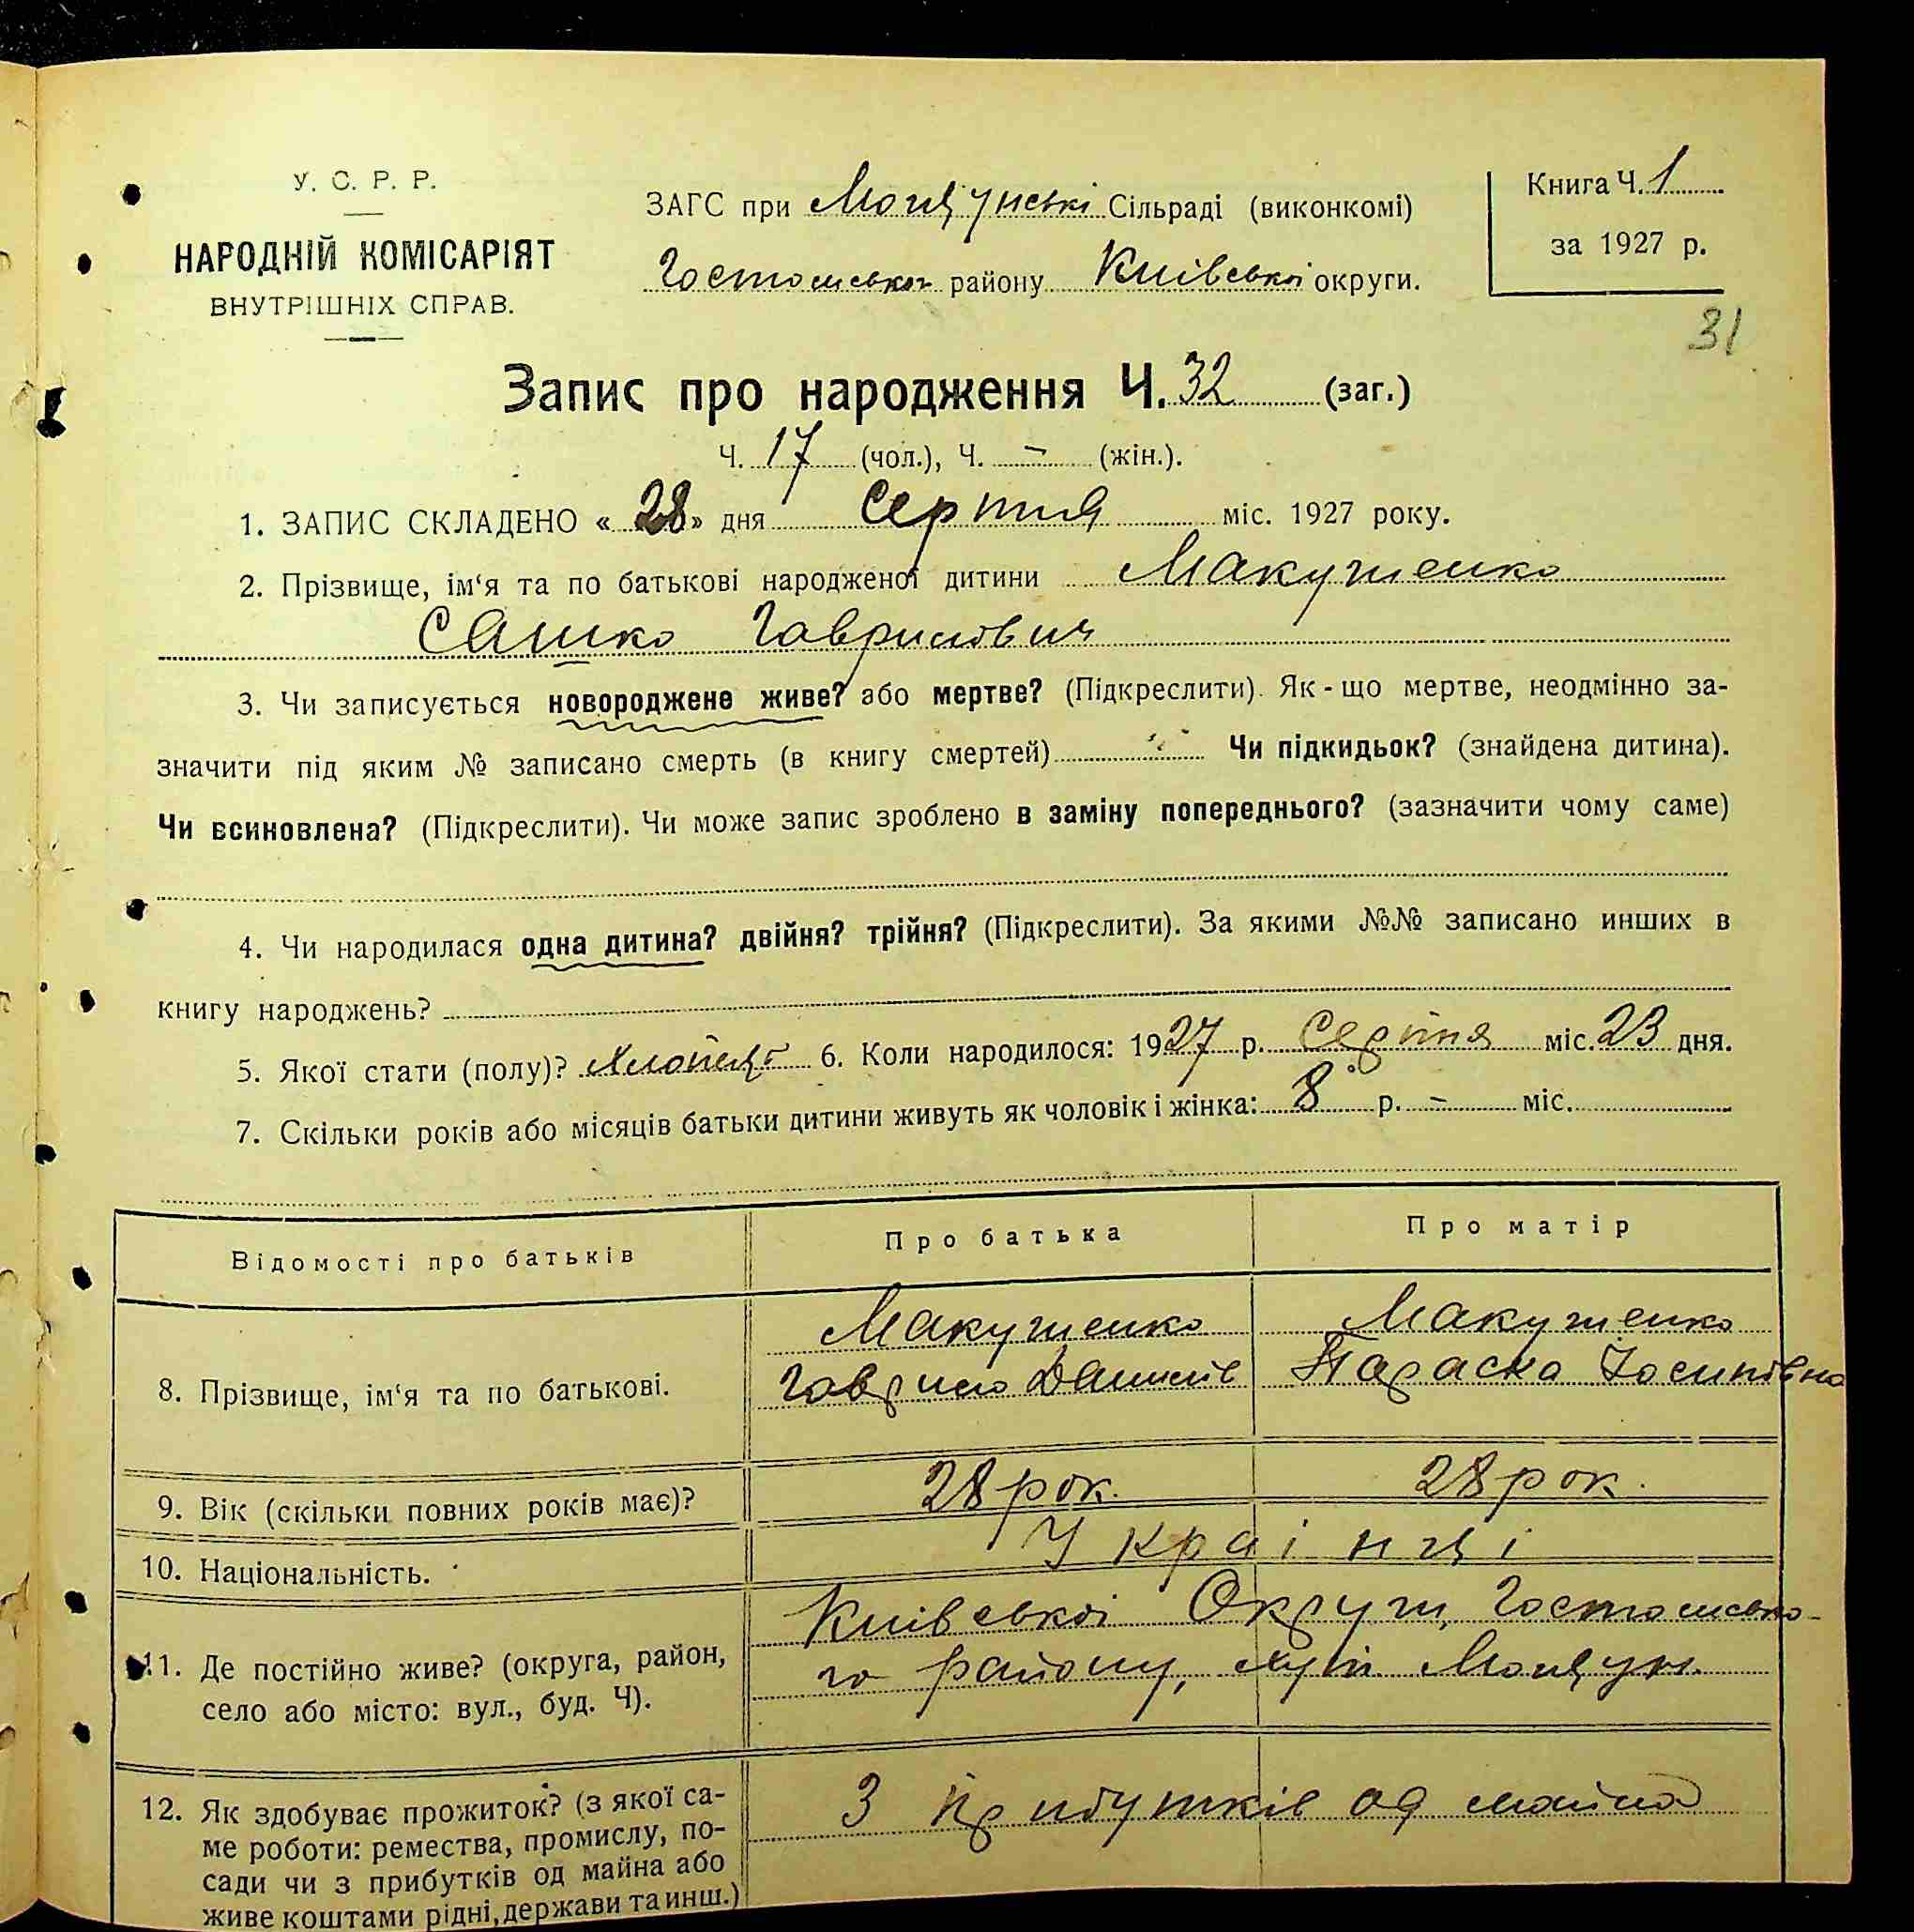 У. С. Р. Р.
НАРОДНІЙ КОМІСАРІЯТ
ВНУТРІШНІХ СПРАВ.
ЗАГС при Мощунські Сільраді (виконкомі)
Гостомськог району Київської округи.
Книга Ч. 1
за 1927 р.
31
Запис про народження Ч. 32 (заг.)
Ч. 17 (чол.), Ч. – (жін.).
1. ЗАПИС СКЛАДЕНО « 28 » дня Серпня міс. 1927 року.
2. Прізвище, ім‘я та по батькові народженої дитини Макушенко
Сашко Гаврилович
3. Чи записується новороджене живе? або мертве? (Підкреслити). Як-що мертве, неодмінно за-
значити під яким № записано смерть (в книгу смертей) Чи підкидьок? (знайдена дитина).
Чи всиновлена? (Підкреслити). Чи може запис зроблено в заміну попереднього? (зазначити чому саме)
4. Чи народилася одна дитина? двійня? трійня? (Підкреслити). За якими №№ записано инших в
книгу народжень?
5. Якої стати (полу)? Хлопець 6. Коли народилося: 1927 р. Серпня міс. 23 дня.
7. Скільки років або місяців батьки дитини живуть як чоловік і жінка: 8 р. – міс.
Відомості про батьків Про батька Про матір
8. Прізвище, ім‘я та по батькові. Макушенко Гаврило Данилів Макушенко Параска Йосипівна
9. Вік (скільки повних років має)? 28 рок. 28 рок.
10. Національність. Українці
11. Де постійно живе? (округа, район, Київської Округи, Гостомсько-
село або місто: вул., буд. Ч). го району, хут. Мощун.
12. Як здобуває прожиток? (з якої са- З прибутків од майна
ме роботи: ремества, промислу, по-
сади чи з прибутків од майна або
живе коштами рідні, держави та инш.)